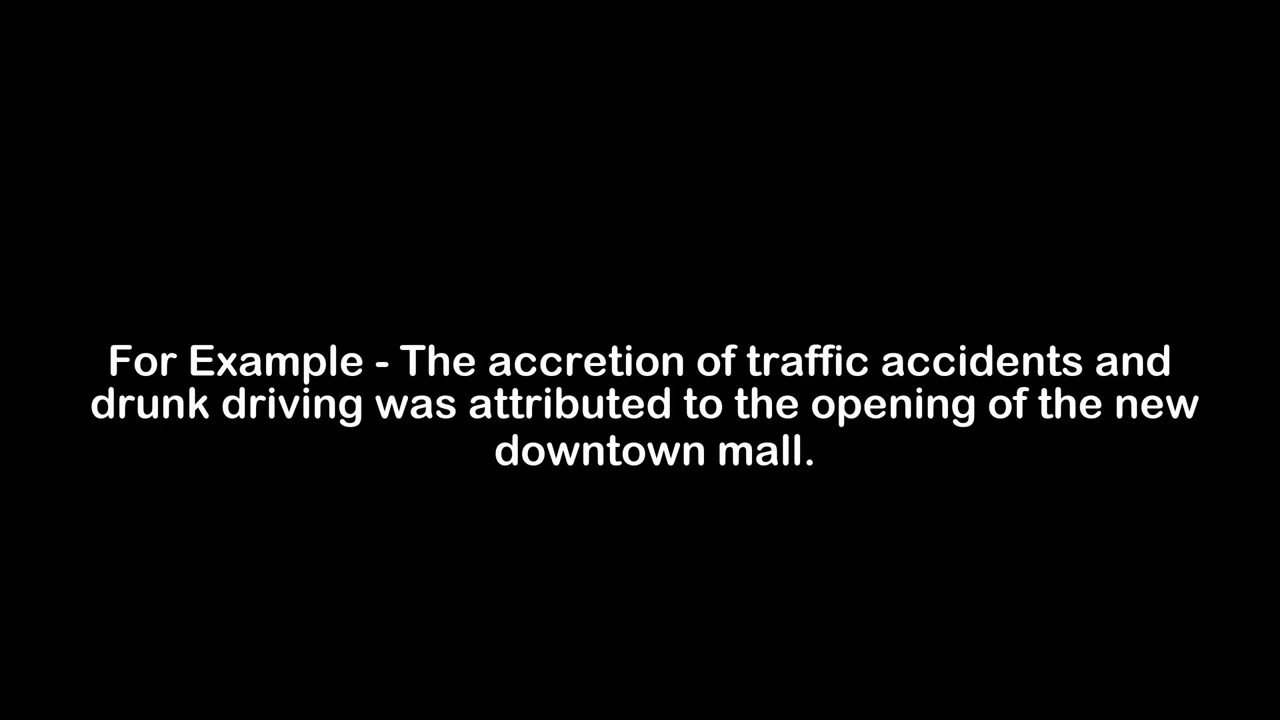 For Example - The accretion of traffic accidents and
drunk driving was attributed to the opening of the new
downtown mall.